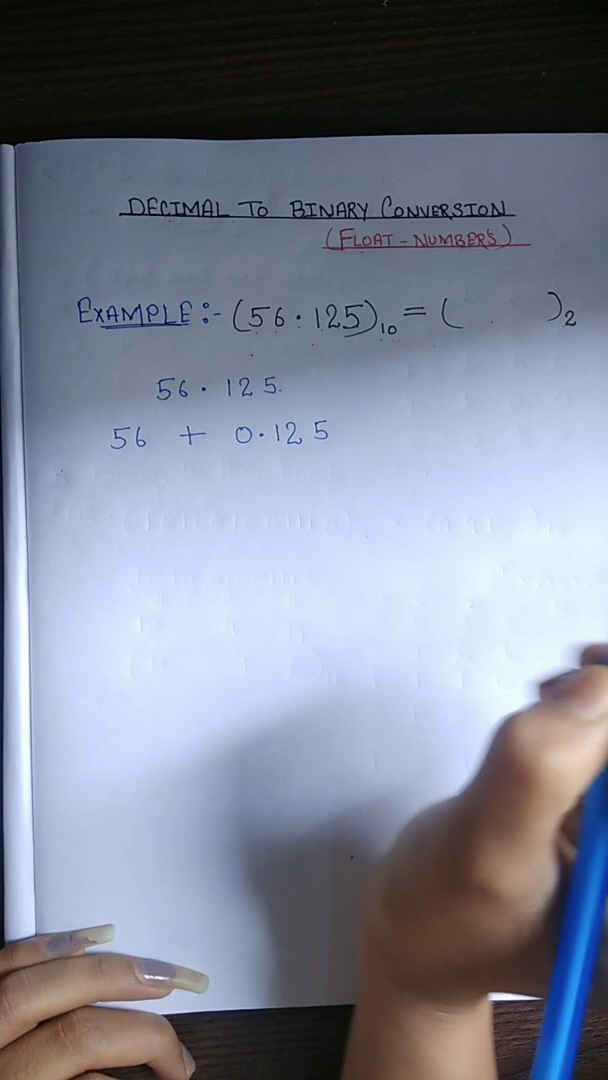 DECIMAL TO BINARY CONVERSION
(FLOAT-NUMBERS)
EXAMPLE:- (56.125)10 = ( )2
56.125.
56 + 0.125